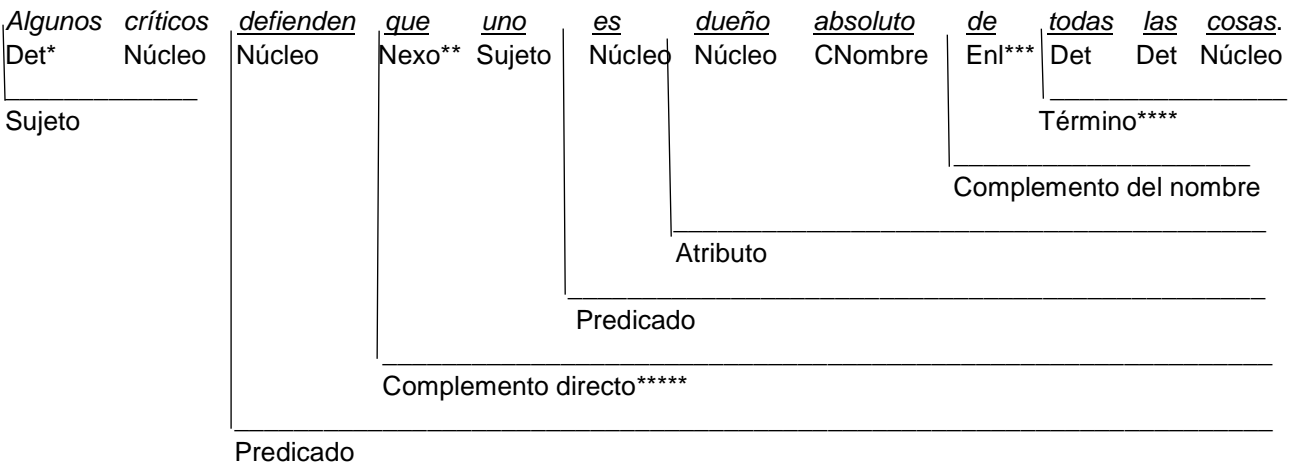 Algunos críticos defienden que uno es dueño absoluto de todas las cosas.
Det* Núcleo Núcleo Nexo** Sujeto Núcleo Núcleo CNombre Enl*** Det Det Núcleo
Sujeto Término****
Complemento del nombre
Atributo
Predicado
Complemento directo*****
Predicado